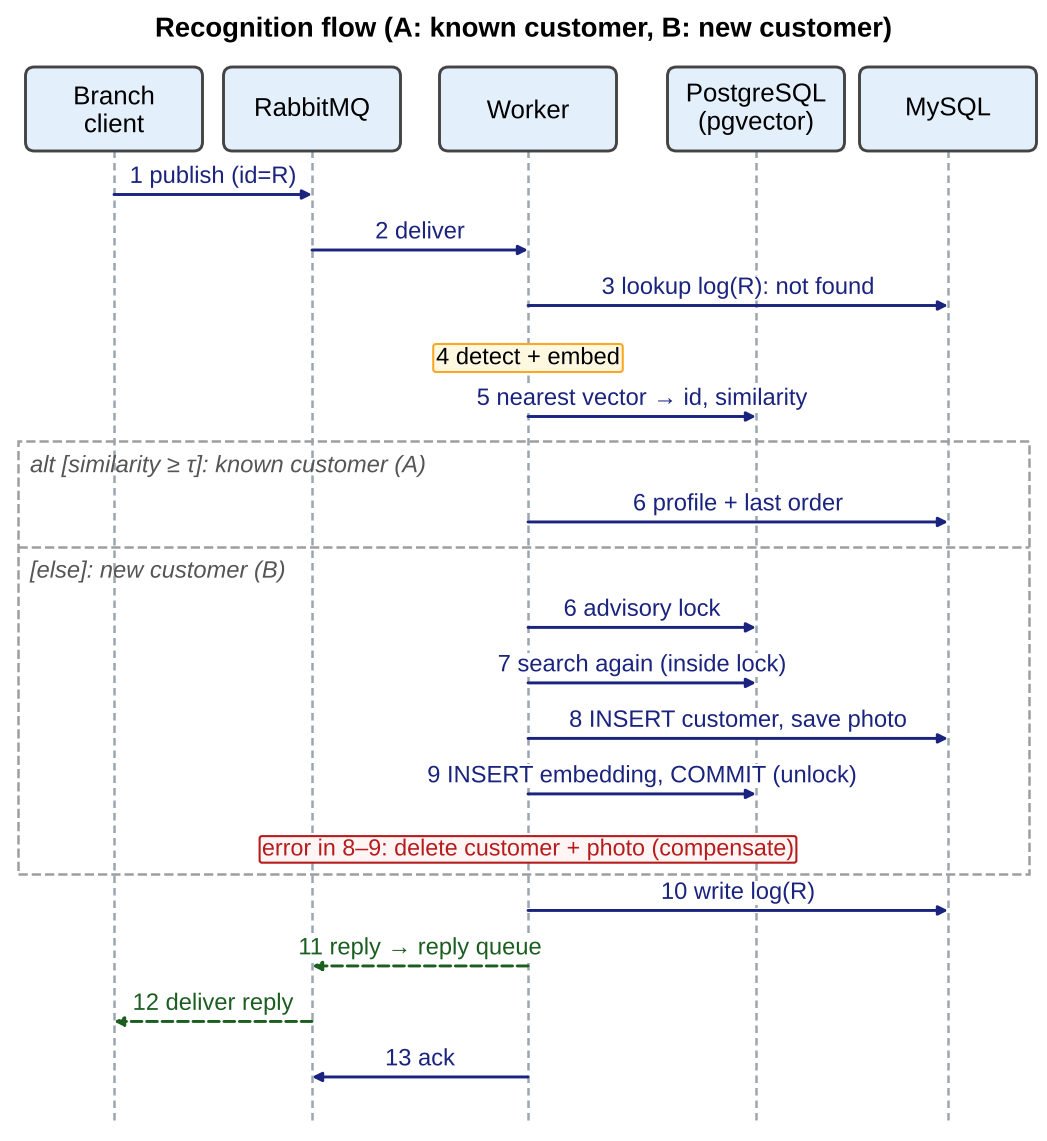 Recognition flow (A: known customer, B: new customer)
Branch
client
RabbitMQ
Worker
PostgreSQL
(pgvector)
MySQL
1 publish (id=R)
2 deliver
3 lookup log(R): not found
4 detect + embed
5 nearest vector → id, similarity
alt [similarity ≥ τ]: known customer (A)
6 profile + last order
[else]: new customer (B)
6 advisory lock
7 search again (inside lock)
8 INSERT customer, save photo
9 INSERT embedding, COMMIT (unlock)
error in 8–9: delete customer + photo (compensate)
10 write log(R)
11 reply → reply queue
12 deliver reply
13 ack